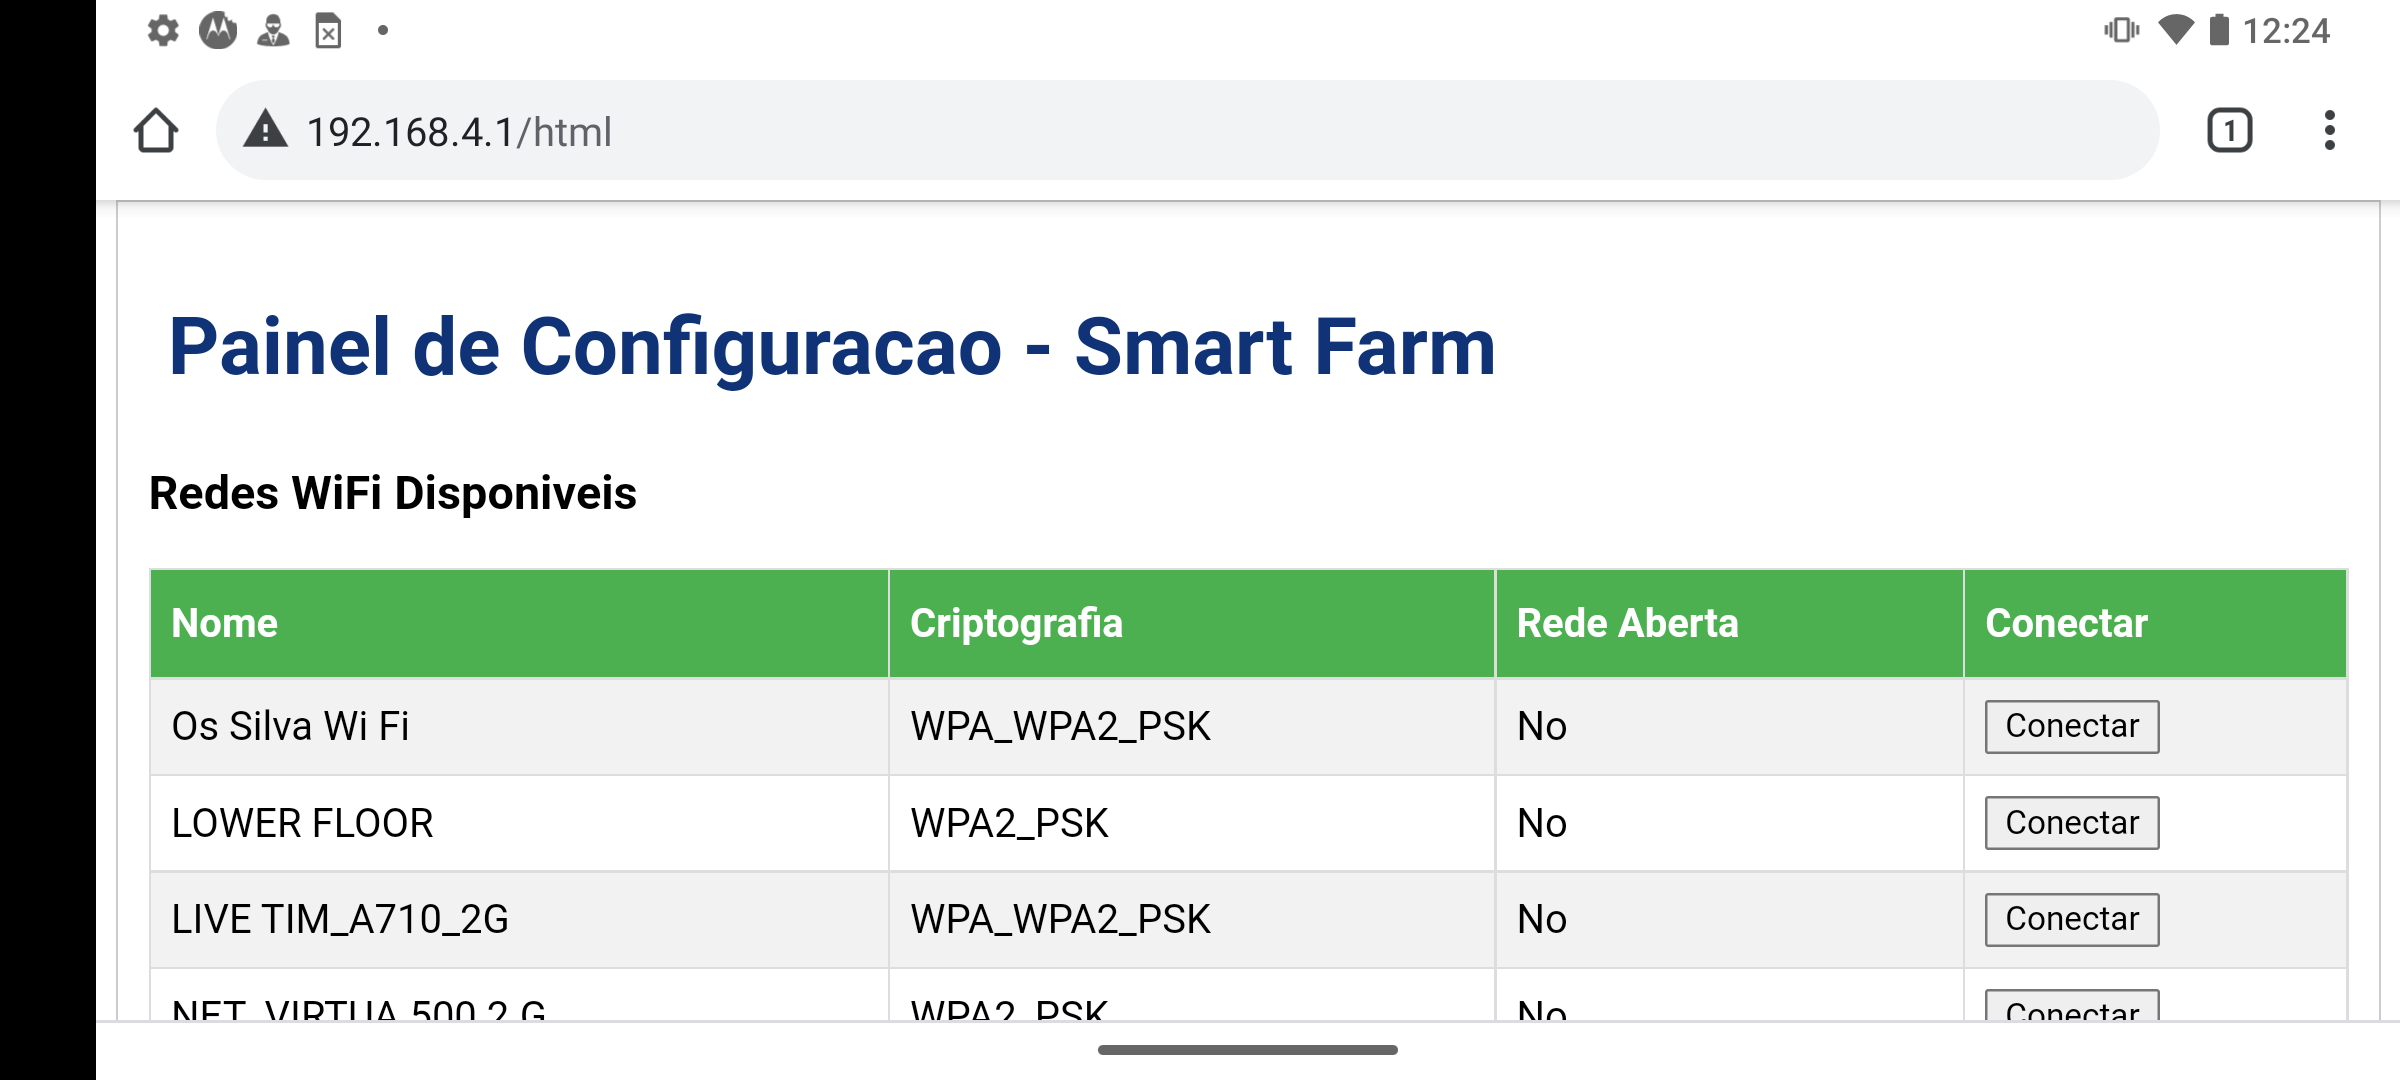 12:24
192.168.4.1/html
1
Painel de Configuracao - Smart Farm
Redes WiFi Disponiveis
Nome Criptografia Rede Aberta Conectar
Os Silva Wi Fi WPA_WPA2_PSK No Conectar
LOWER FLOOR WPA2_PSK No Conectar
LIVE TIM_A710_2G WPA_WPA2_PSK No Conectar
NET_VIRTUA 500 2 G WPA2_PSK No Conectar